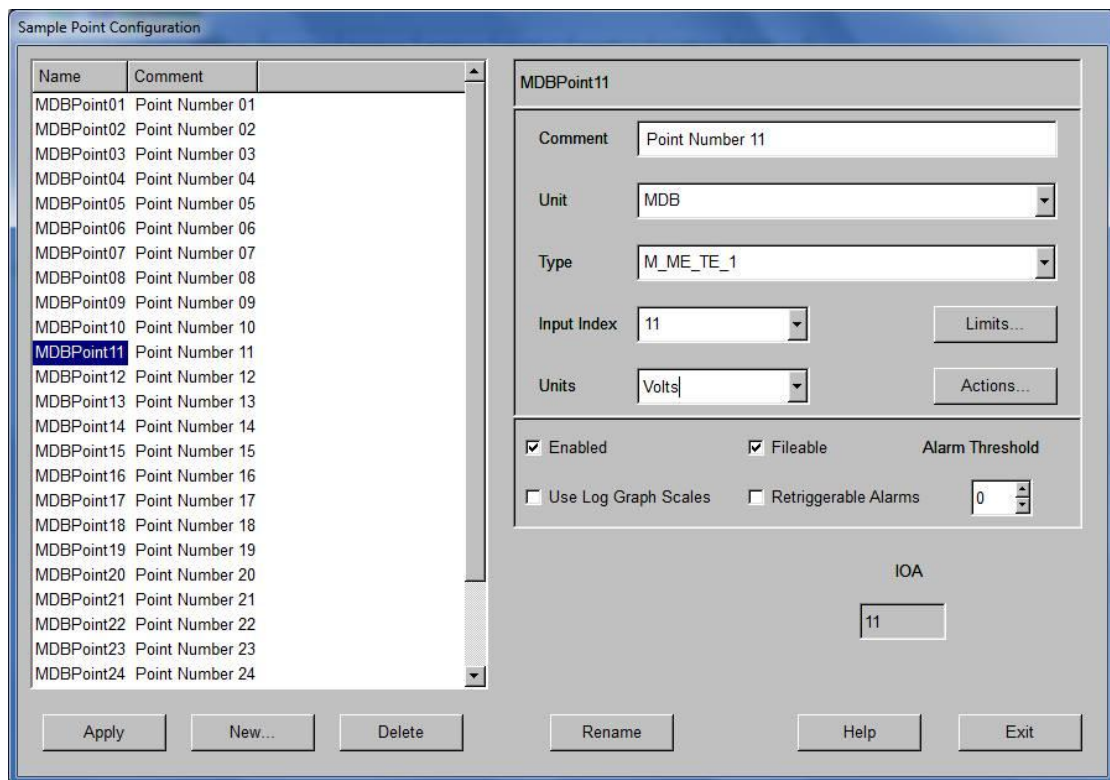 Sample Point Configuration
Name Comment
MDBPoint01 Point Number 01
MDBPoint02 Point Number 02
MDBPoint03 Point Number 03
MDBPoint04 Point Number 04
MDBPoint05 Point Number 05
MDBPoint06 Point Number 06
MDBPoint07 Point Number 07
MDBPoint08 Point Number 08
MDBPoint09 Point Number 09
MDBPoint10 Point Number 10
MDBPoint11 Point Number 11
MDBPoint12 Point Number 12
MDBPoint13 Point Number 13
MDBPoint14 Point Number 14
MDBPoint15 Point Number 15
MDBPoint16 Point Number 16
MDBPoint17 Point Number 17
MDBPoint18 Point Number 18
MDBPoint19 Point Number 19
MDBPoint20 Point Number 20
MDBPoint21 Point Number 21
MDBPoint22 Point Number 22
MDBPoint23 Point Number 23
MDBPoint24 Point Number 24
MDBPoint11
Comment Point Number 11
Unit MDB
Type M_ME_TE_1
Input Index 11 Limits...
Units Volts Actions...
Enabled Fileable Alarm Threshold
Use Log Graph Scales Retriggerable Alarms 0
IOA
11
Apply New... Delete Rename Help Exit